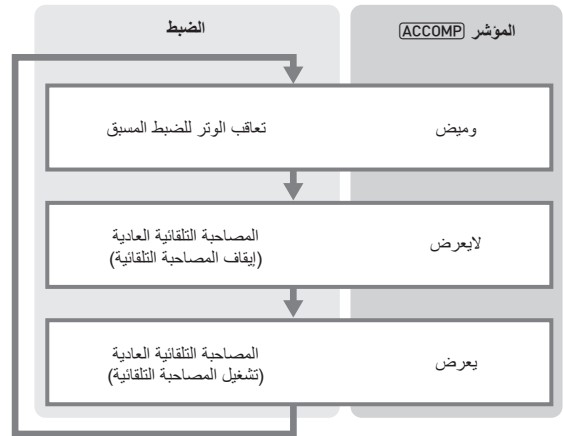 المؤشر ACCOMP
الضبط
وميض
تعاقب الوتر للضبط المسبق
لايعرض
المصاحبة التلقائية العادية
(إيقاف المصاحبة التلقائية)
يعرض
المصاحبة التلقائية العادية
(تشغيل المصاحبة التلقائية)